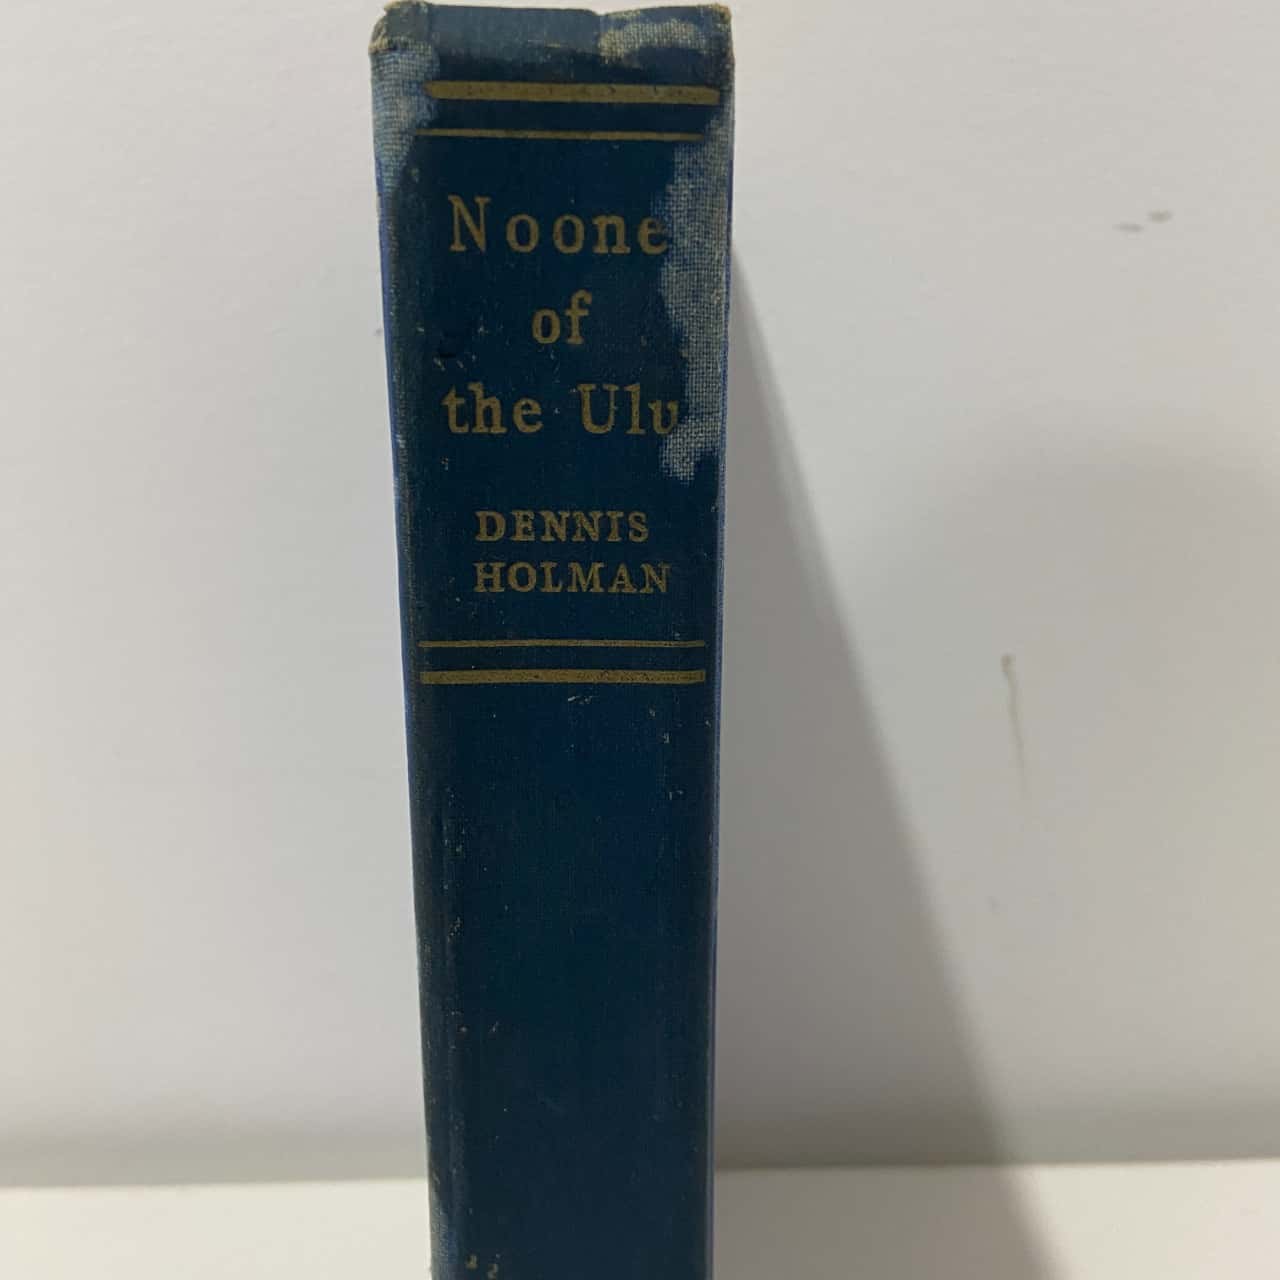 Noone
of
the Ulu
DENNIS
HOLMAN